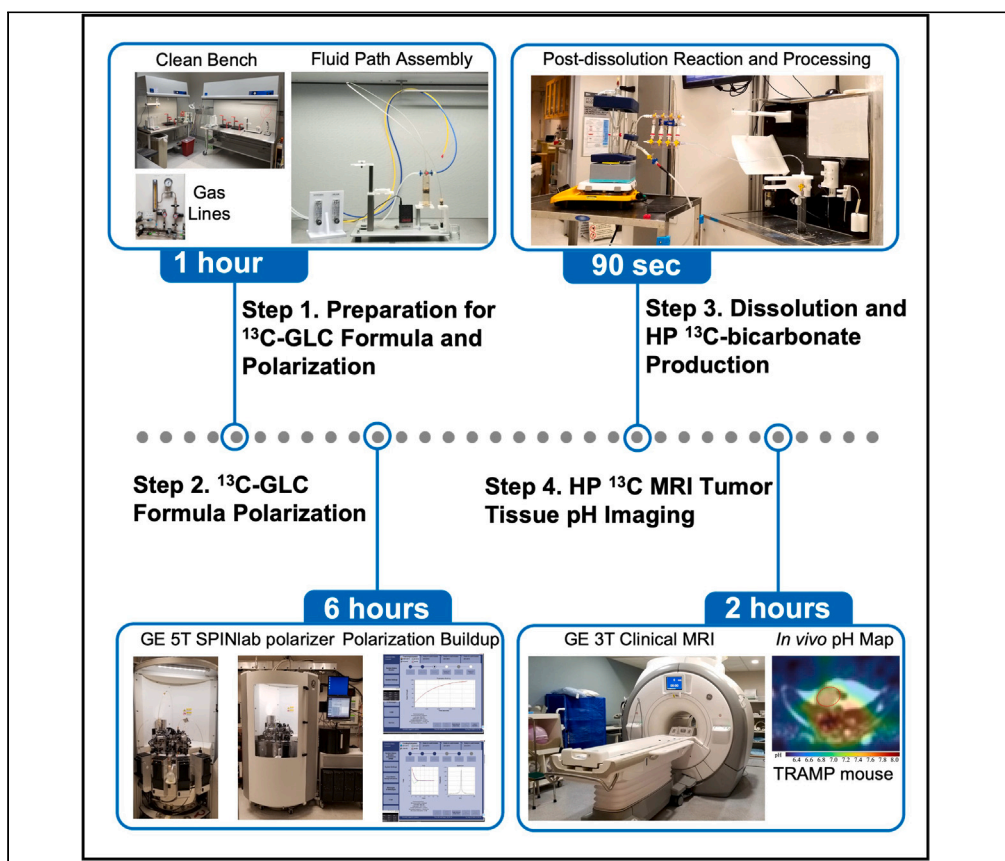 Clean Bench
Fluid Path Assembly
Gas
Lines
1 hour
Post-dissolution Reaction and Processing
90 sec
Step 1. Preparation for
¹³C-GLC Formula and
Polarization
Step 3. Dissolution and
HP ¹³C-bicarbonate
Production
Step 2. ¹³C-GLC
Formula Polarization
Step 4. HP ¹³C MRI Tumor
Tissue pH Imaging
6 hours
GE 5T SPINlab polarizer
Polarization Buildup
2 hours
GE 3T Clinical MRI
In vivo pH Map
pH
6.4 6.6 6.8 7.0 7.2 7.4 7.6 7.8 8.0
TRAMP mouse